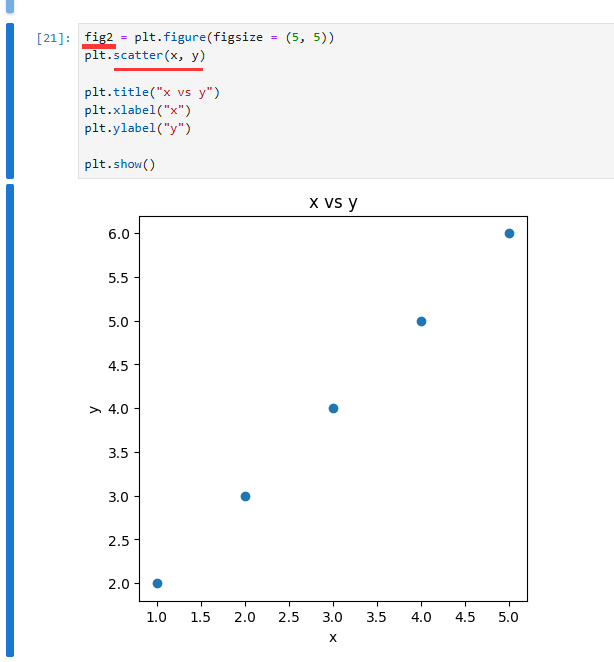 [21]: fig2 = plt.figure(figsize = (5, 5))
plt.scatter(x, y)
plt.title("x vs y")
plt.xlabel("x")
plt.ylabel("y")
plt.show()
x vs y
6.0
5.5
5.0
4.5
4.0
3.5
3.0
2.5
2.0
y
1.0 1.5 2.0 2.5 3.0 3.5 4.0 4.5 5.0
x